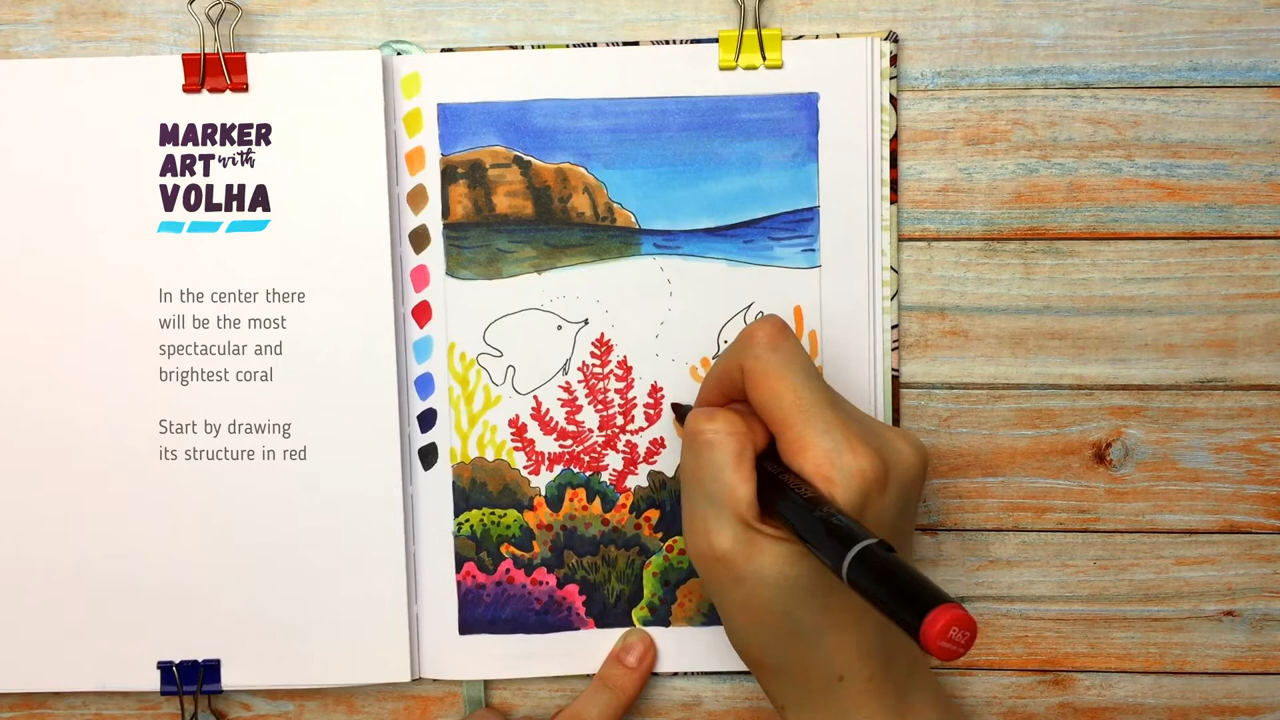 MARKER
ART with
VOLHA
In the center there
will be the most
spectacular and
brightest coral
Start by drawing
its structure in red
R62